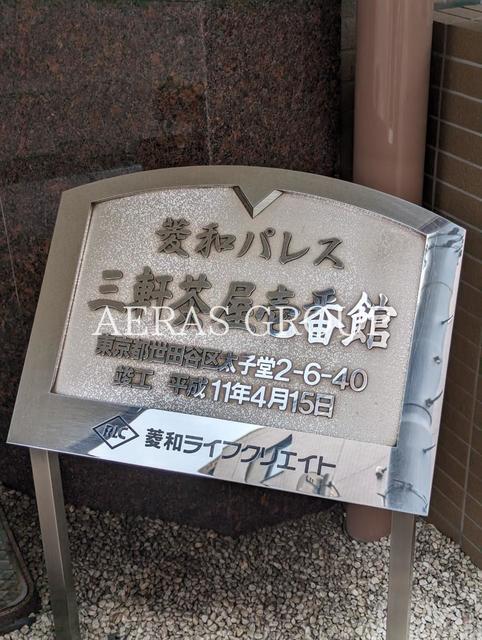 菱和パレス
三軒茶屋壱番館
AERAS GROUP
東京都世田谷区太子堂2-6-40
竣工 平成11年4月15日
RLC 菱和ライフクリエイト